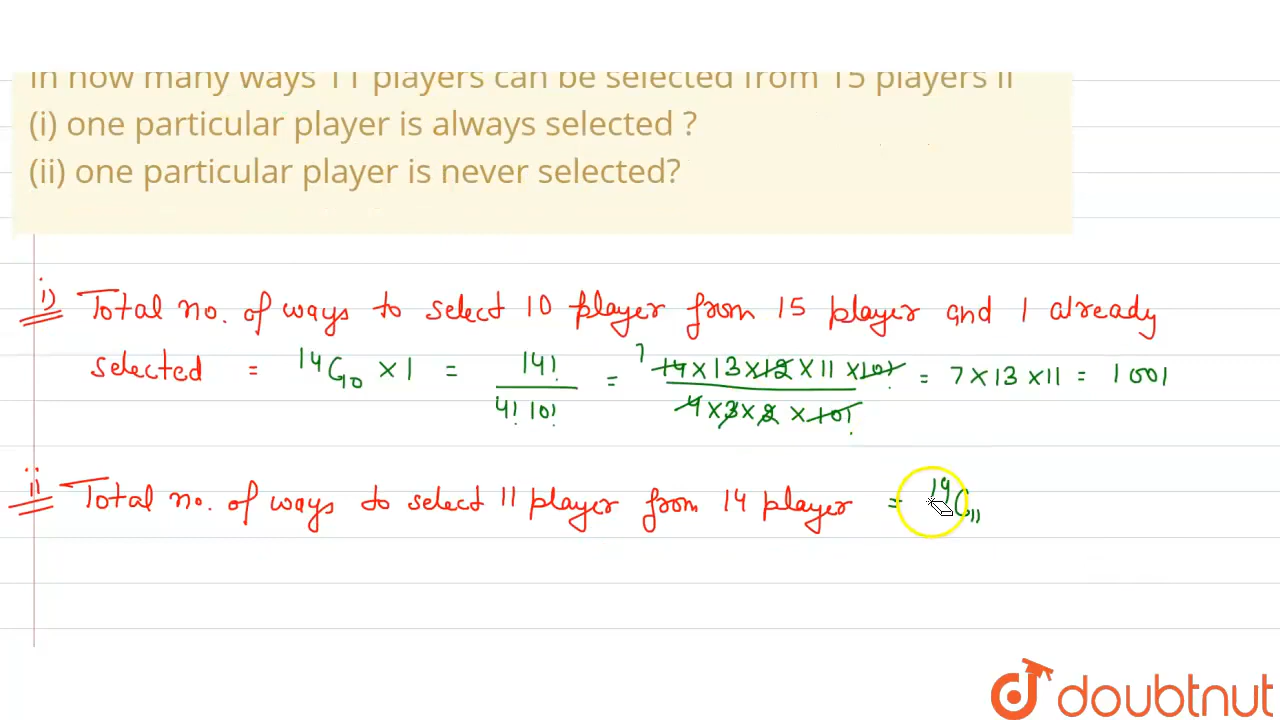 In how many ways 11 players can be selected from 15 players if
(i) one particular player is always selected ?
(ii) one particular player is never selected?
i) Total no. of ways to select 10 player from 15 player and 1 already
selected = ¹⁴C₁₀ × 1 = 14! / 4! 10! = 7 14 × 13 × 12 × 11 × 10! / 4 × 3 × 2 × 10! = 7 × 13 × 11 = 1001
ii) Total no. of ways to select 11 player from 14 player = ¹⁴C₁₁
doubtnut